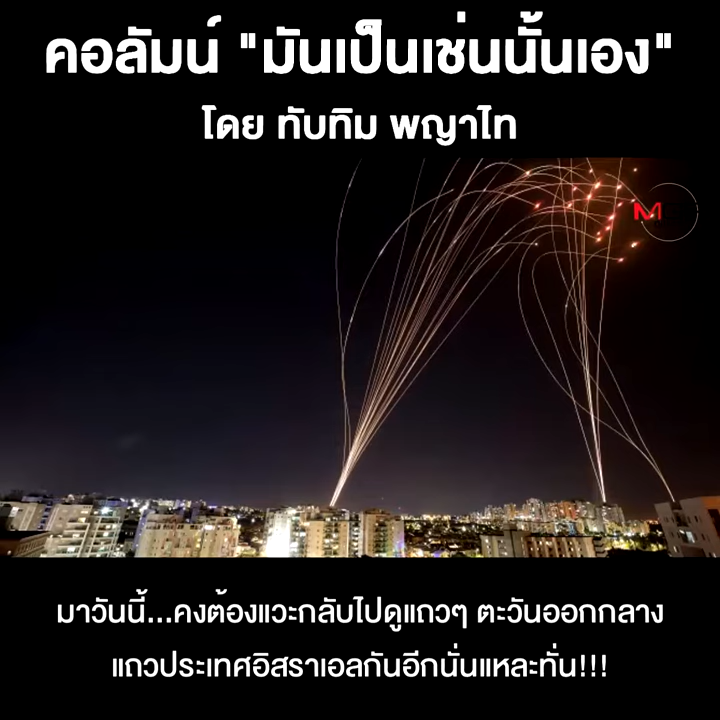 คอลัมน์ "มันเป็นเช่นนั้นเอง"
โดย ทับทิม พญาไท
M
มาวันนี้...คงต้องแวะกลับไปดูแถวๆ ตะวันออกกลาง
แถวประเทศอิสราเอลกันอีกนั่นแหละทั่น!!!